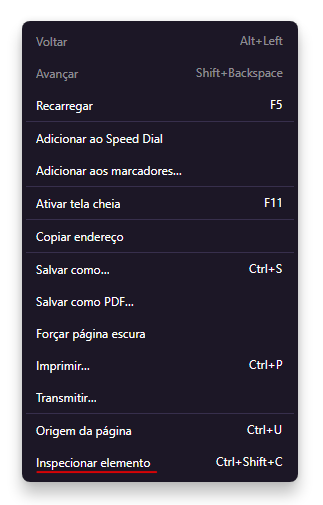 Voltar Alt+Left
Avançar Shift+Backspace
Recarregar F5
Adicionar ao Speed Dial
Adicionar aos marcadores...
Ativar tela cheia F11
Copiar endereço
Salvar como... Ctrl+S
Salvar como PDF...
Forçar página escura
Imprimir... Ctrl+P
Transmitir...
Origem da página Ctrl+U
Inspecionar elemento Ctrl+Shift+C